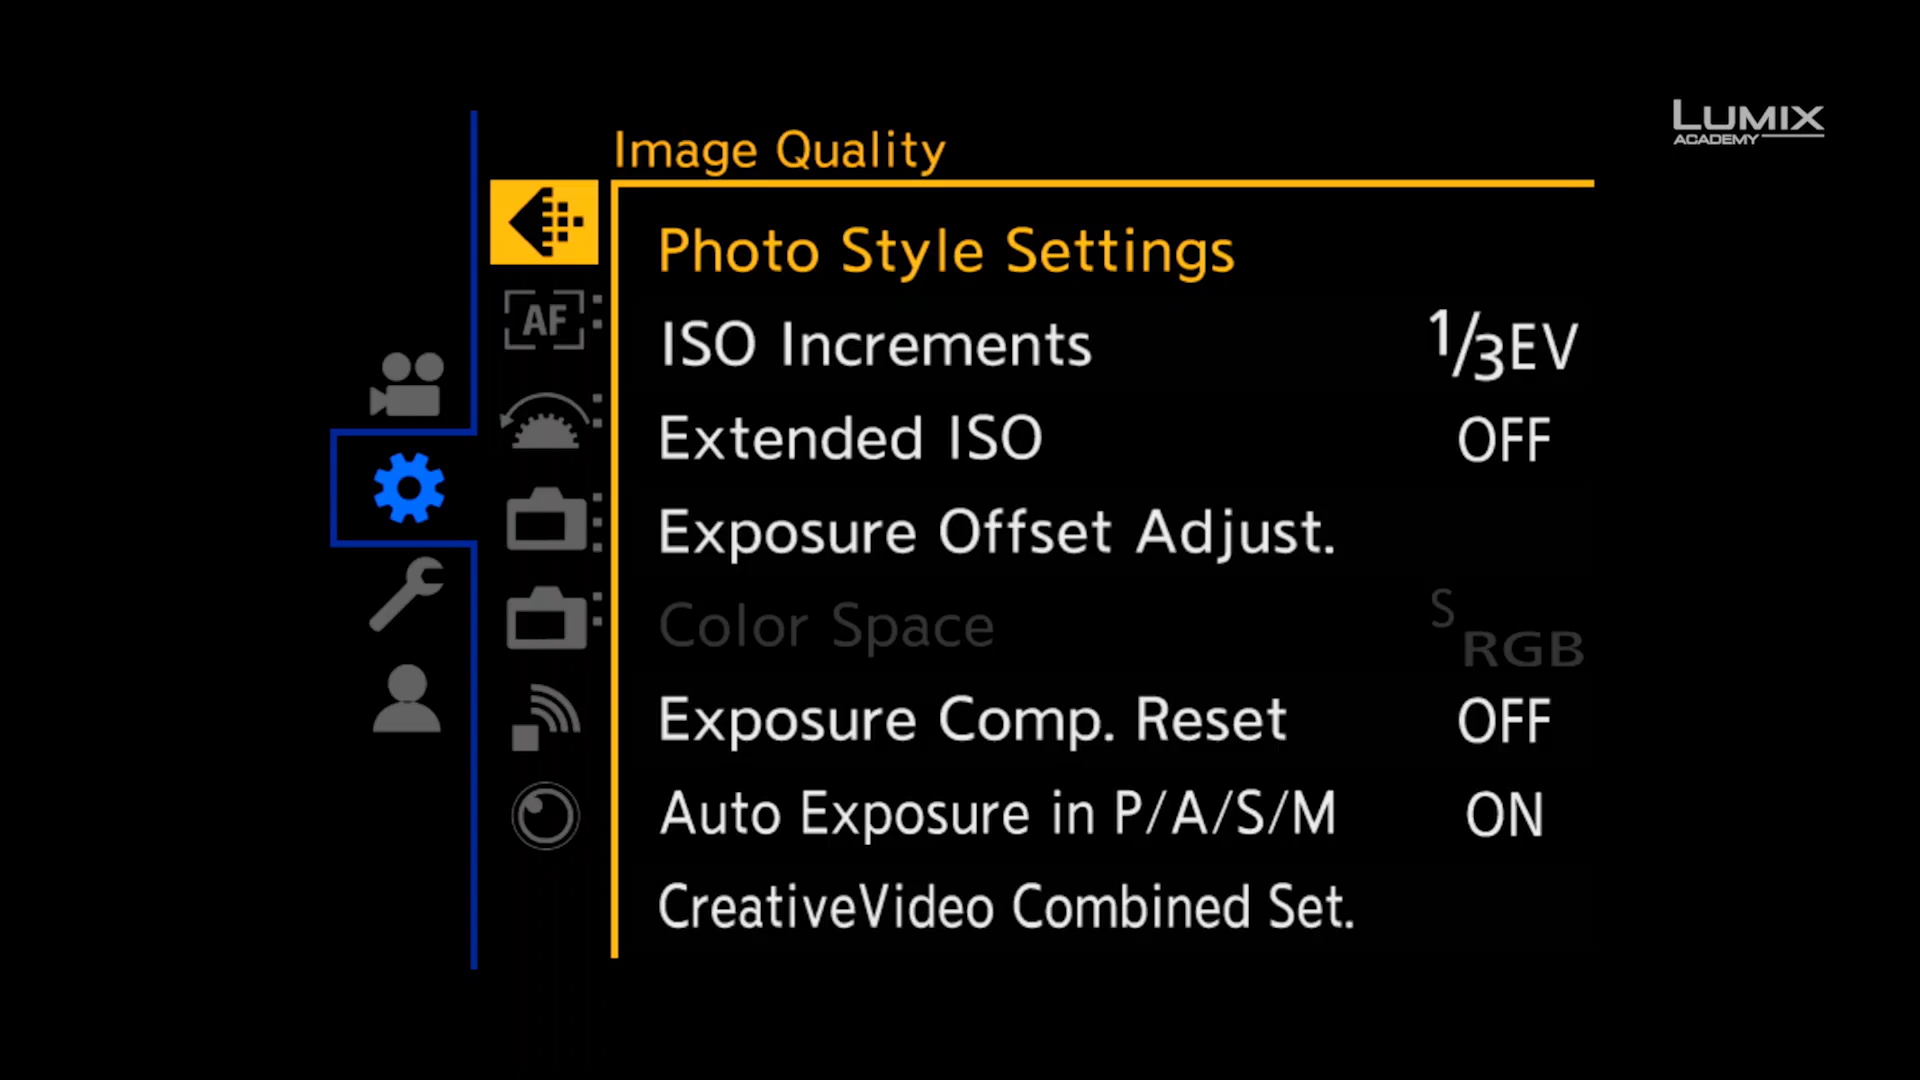 LUMIX
ACADEMY
Image Quality
Photo Style Settings
AF
ISO Increments 1/3EV
Extended ISO OFF
Exposure Offset Adjust.
Color Space sRGB
Exposure Comp. Reset OFF
Auto Exposure in P/A/S/M ON
CreativeVideo Combined Set.